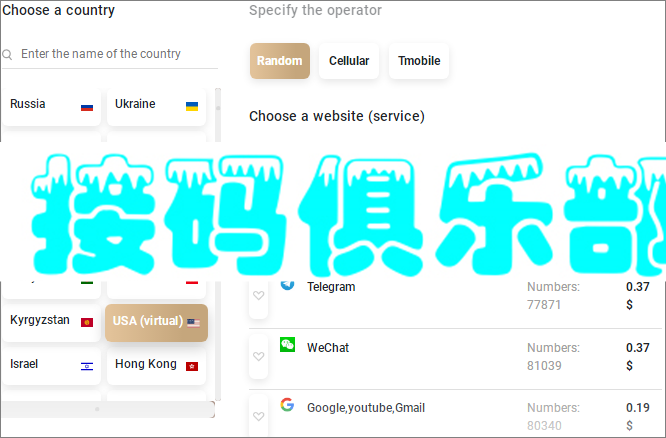 Choose a country
Specify the operator
Enter the name of the country
Random
Cellular
Tmobile
Russia
Ukraine
Choose a website (service)
接码俱乐部
Telegram
Numbers:
77871
0.37
$
Kyrgyzstan
USA (virtual)
WeChat
Numbers:
81039
0.37
$
Israel
Hong Kong
Google,youtube,Gmail
Numbers:
80340
0.19
$